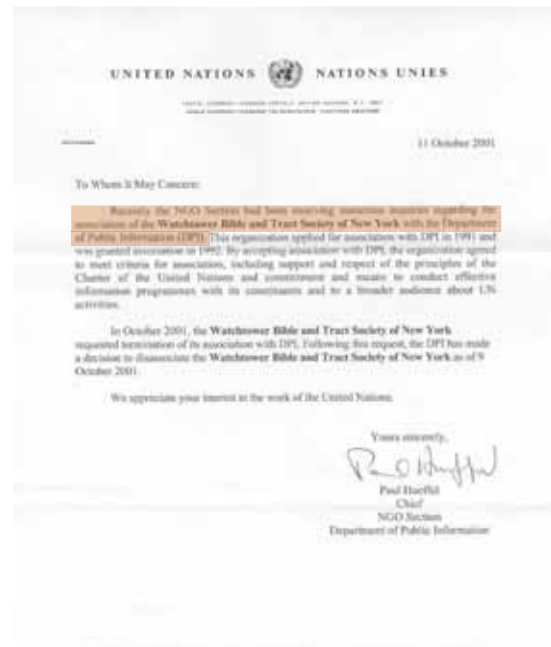 UNITED NATIONS NATIONS UNIES
11 October 2001
To Whom It May Concern:
Recently the NGO Section has been receiving numerous inquiries regarding the
association of the Watchtower Bible and Tract Society of New York with the Department
of Public Information (DPI). This organization applied for association with DPI in 1991 and
was granted association in 1992. By accepting association with DPI, the organization agreed
to meet criteria for association, including support and respect of the principles of the
Charter of the United Nations and commitment and means to conduct effective
information programmes with its constituents and to a broader audience about UN
activities.
In October 2001, the Watchtower Bible and Tract Society of New York
requested termination of its association with DPI. Following this request, the DPI has made
a decision to disassociate the Watchtower Bible and Tract Society of New York as of 9
October 2001.
We appreciate your interest in the work of the United Nations.
Yours sincerely,
Paul Hoeffel
Chief
NGO Section
Department of Public Information